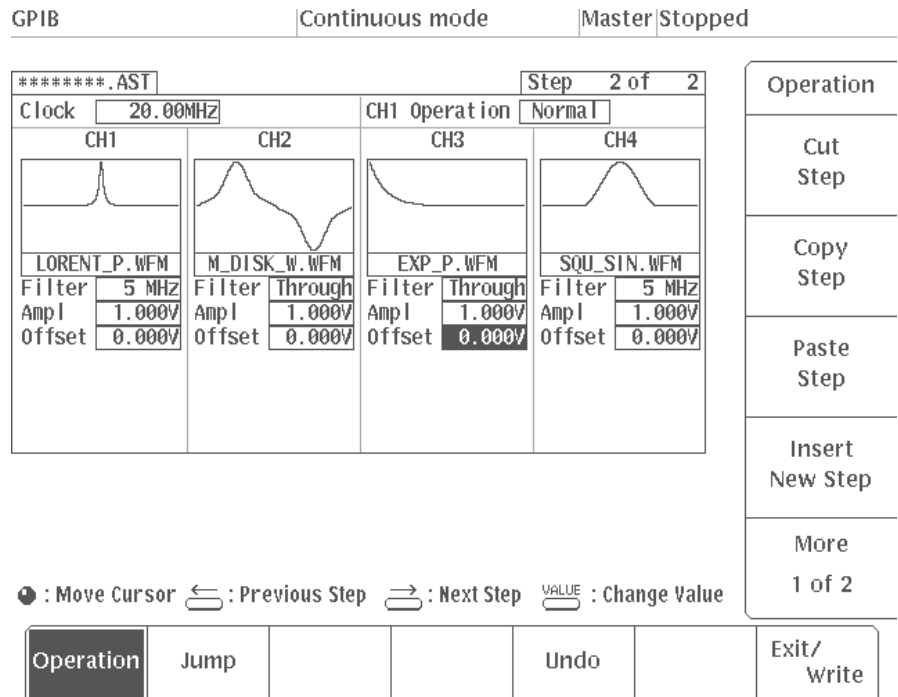 GPIB Continuous mode Master Stopped
********.AST Step 2 of 2
Clock 20.00MHz CH1 Operation Normal
CH1 CH2 CH3 CH4
LORENT_P.WFM M_DISK_W.WFM EXP_P.WFM SQU_SIN.WFM
Filter 5 MHz Filter Through Filter Through Filter 5 MHz
Ampl 1.000V Ampl 1.000V Ampl 1.000V Ampl 1.000V
Offset 0.000V Offset 0.000V Offset 0.000V Offset 0.000V
Operation
Cut
Step
Copy
Step
Paste
Step
Insert
New Step
More
1 of 2
: Move Cursor : Previous Step : Next Step VALUE : Change Value
Operation Jump Undo Exit/
Write